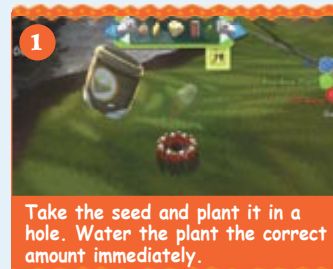 1
Take the seed and plant it in a
hole. Water the plant the correct
amount immediately.